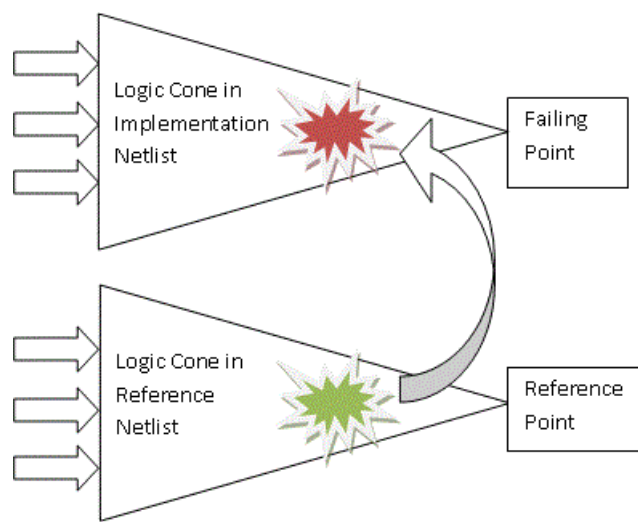 Logic Cone in
Implementation
Netlist
Failing
Point
Logic Cone in
Reference
Netlist
Reference
Point